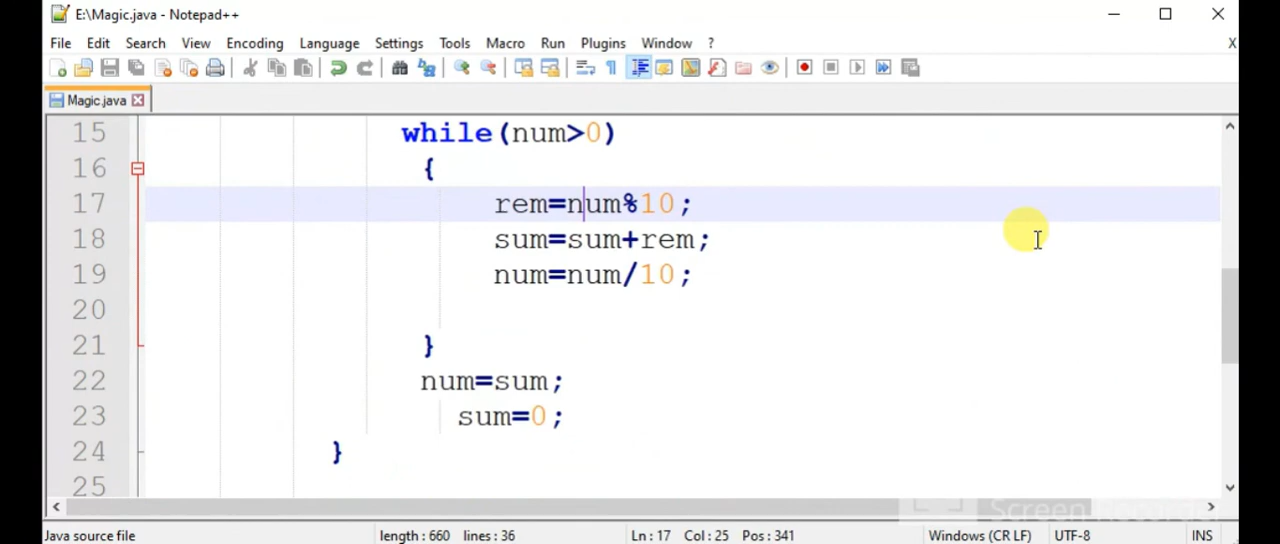 E:\Magic.java - Notepad++
File Edit Search View Encoding Language Settings Tools Macro Run Plugins Window ? X
Magic.java
15 while(num>0)
16 {
17 rem=num%10;
18 sum=sum+rem;
19 num=num/10;
20
21 }
22 num=sum;
23 sum=0;
24 }
25
Screen Recorder
Java source file length : 660 lines : 36 Ln : 17 Col : 25 Pos : 341 Windows (CR LF) UTF-8 INS